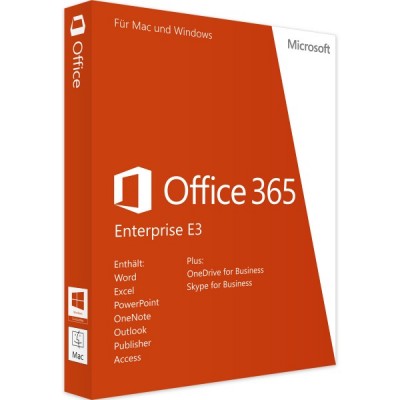 Für Mac und Windows
Microsoft
Office
Office 365
Enterprise E3
Enthält:
Word
Excel
PowerPoint
OneNote
Outlook
Publisher
Access
Plus:
OneDrive for Business
Skype for Business
Mac